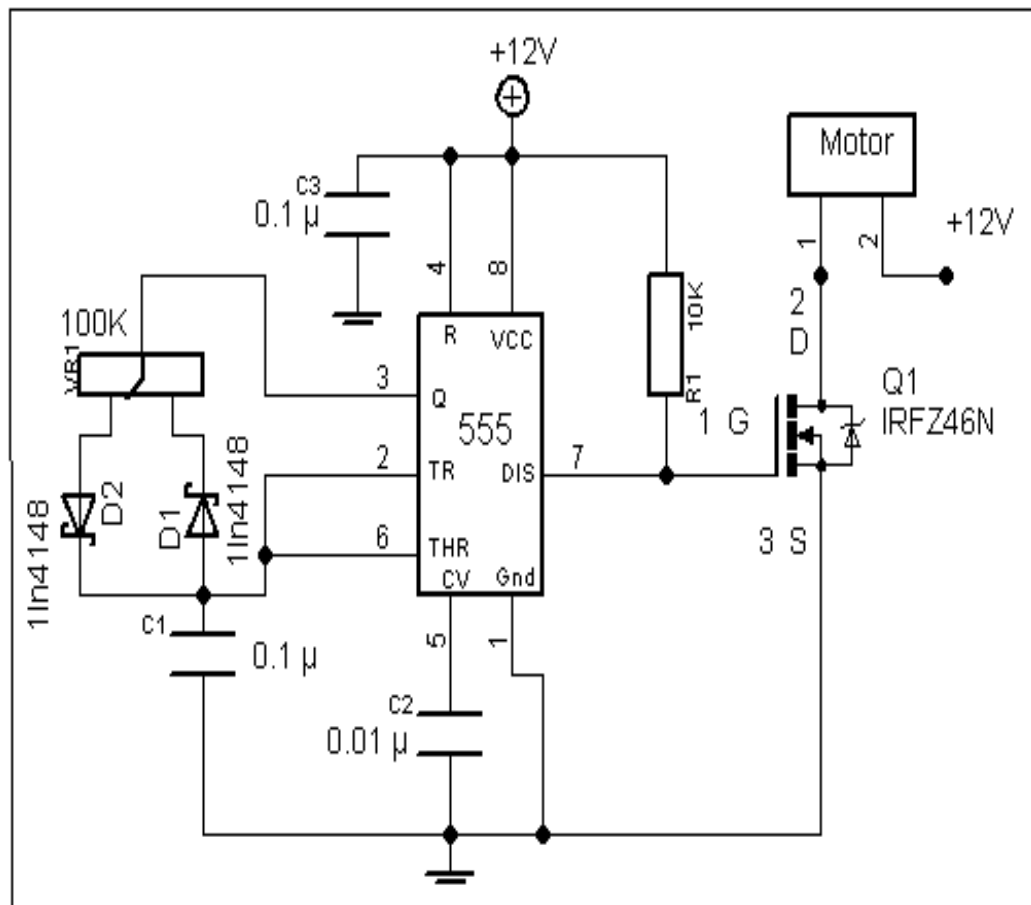 +12V
Motor
C3
0.1 µ
4
8
1
2
+12V
100K
VR1
R
VCC
10K
R1
2
D
3
Q
555
1 G
Q1
IRFZ46N
2
TR
DIS
7
1In4148
D2
D1
1In4148
6
THR
CV
Gnd
3 S
C1
0.1 µ
5
1
C2
0.01 µ